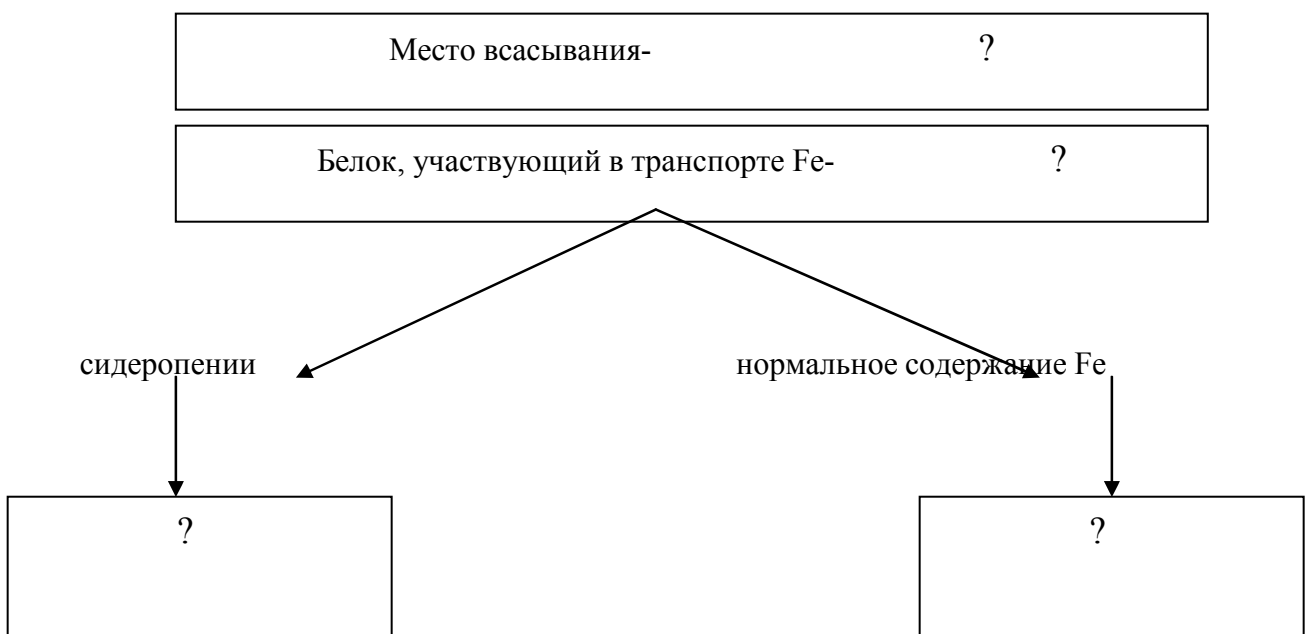 Место всасывания- ?
Белок, участвующий в транспорте Fe- ?
сидеропении нормальное содержание Fe
? ?